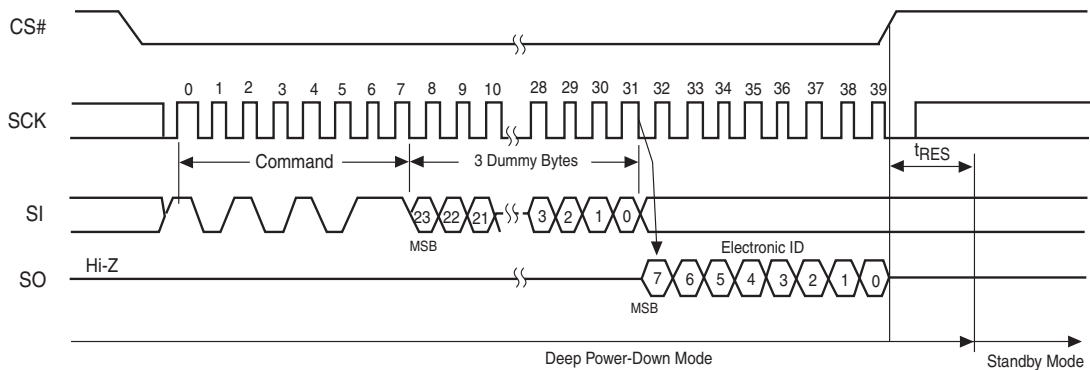 CS#
0 1 2 3 4 5 6 7 8 9 10 28 29 30 31 32 33 34 35 36 37 38 39
SCK
Command
3 Dummy Bytes
tRES
SI
23 22 21 3 2 1 0
MSB
Electronic ID
Hi-Z
SO
7 6 5 4 3 2 1 0
MSB
Deep Power-Down Mode
Standby Mode